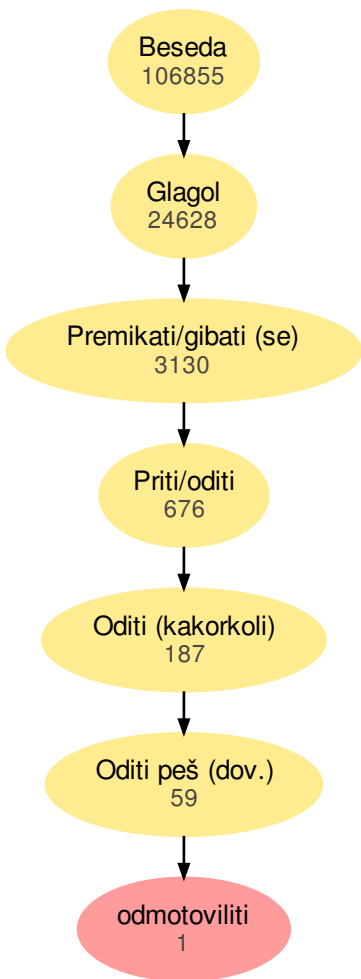 Beseda
106855
Glagol
24628
Premikati/gibati (se)
3130
Priti/oditi
676
Oditi (kakorkoli)
187
Oditi peš (dov.)
59
odmotoviliti
1